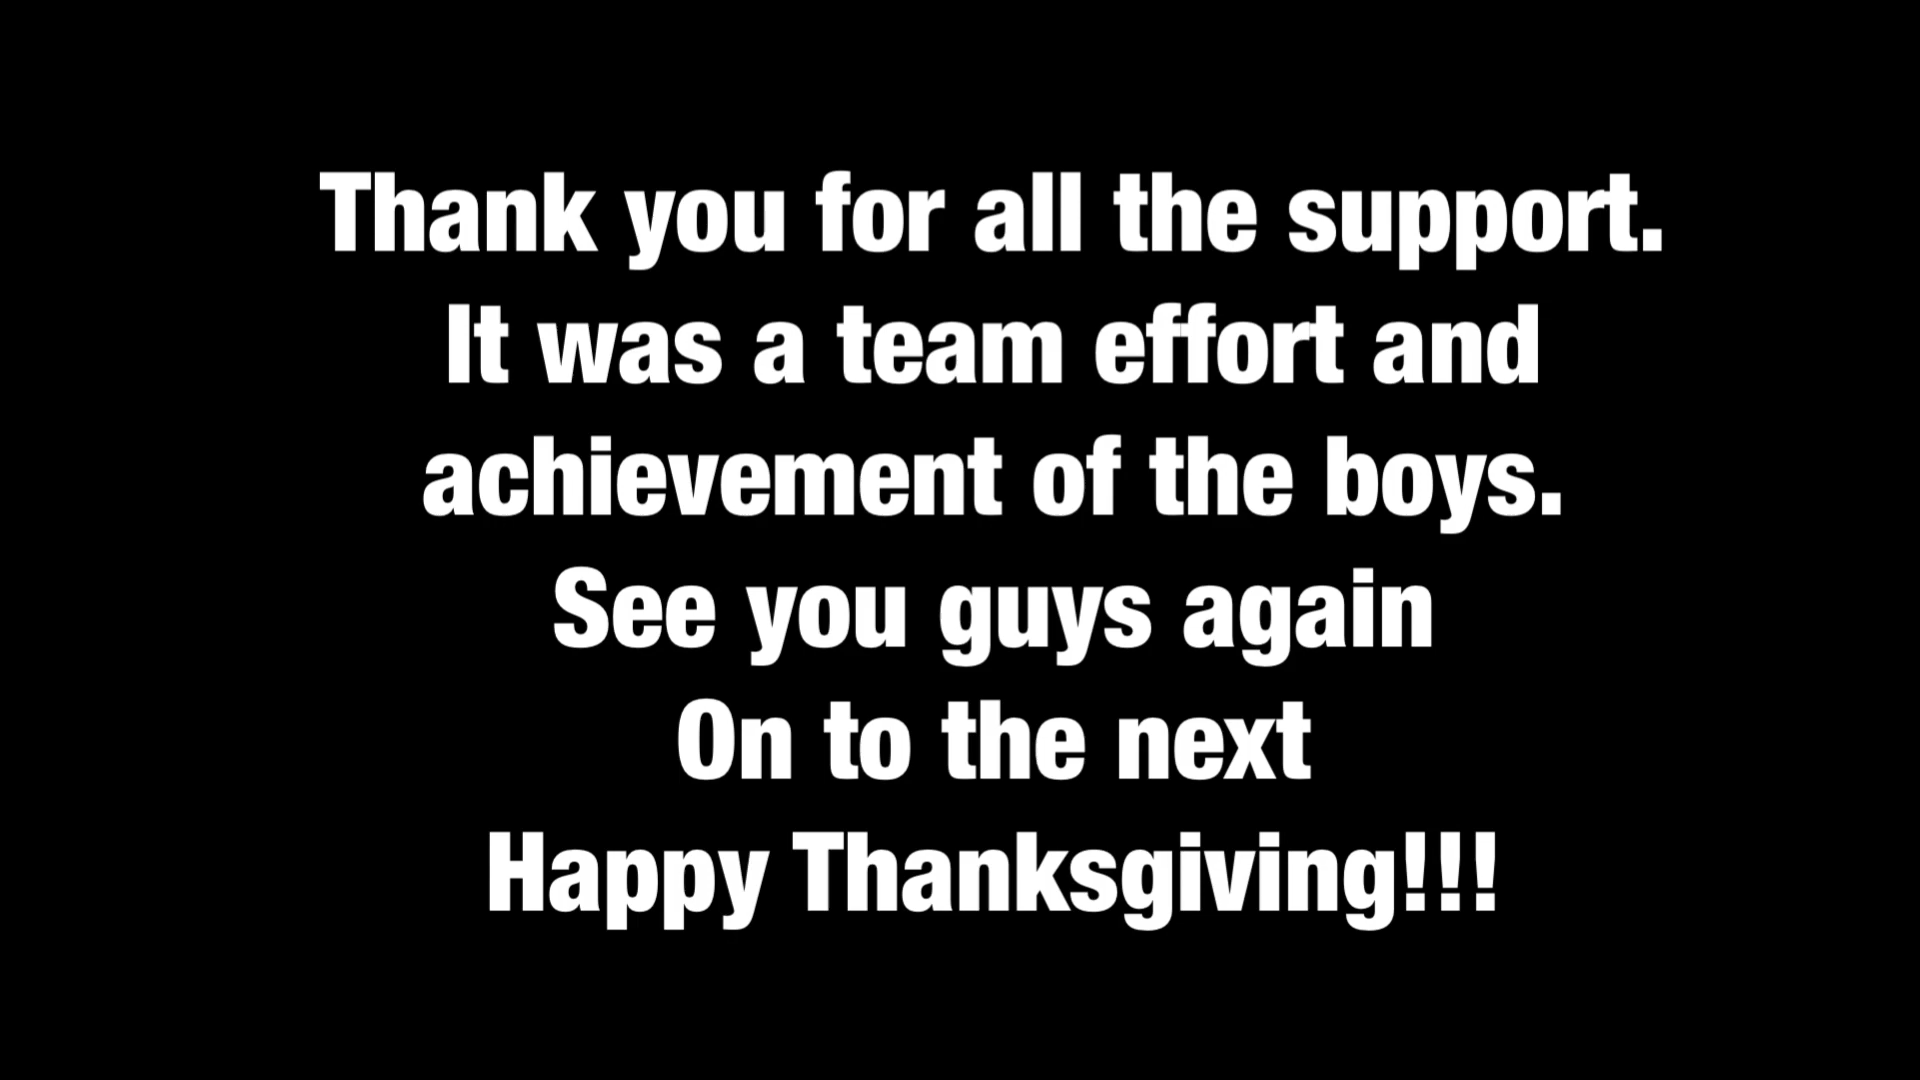 Thank you for all the support.
It was a team effort and
achievement of the boys.
See you guys again
On to the next
Happy Thanksgiving!!!